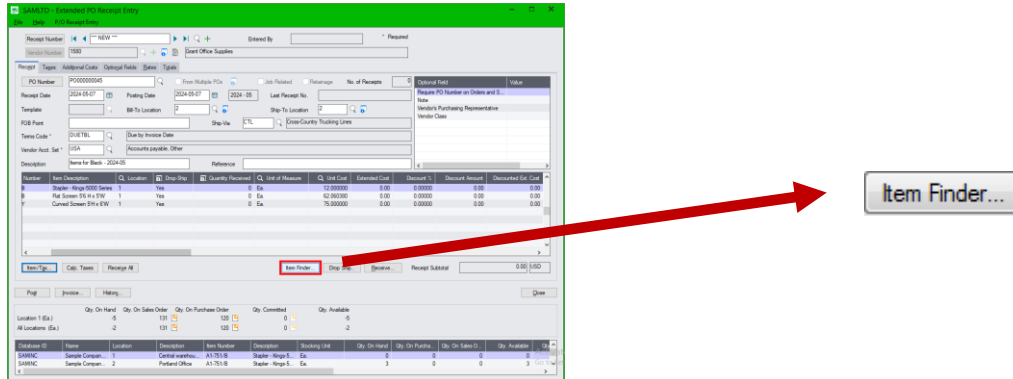 SAMLTD - Extended PO Receipt Entry
File Help P/O Receipt Entry
Receipt Number *** NEW *** Entered By * Required
Vendor Number 1580 Grant Office Supplies
Receipt Taxes Additional Costs Optional Fields Rates Totals
PO Number PO0000000045 From Multiple POs Job Related Retainage No. of Receipts 0 Optional Field Value
Receipt Date 2024-05-07 Posting Date 2024-05-07 2024 - 05 Last Receipt No. Require PO Number on Orders and S...
Note
Template Bill-To Location 2 Ship-To Location 2 Vendor's Purchasing Representative
Vendor Class
FOB Point Ship-Via CTL Cross-Country Trucking Lines
Terms Code * DUETBL Due by Invoice Date
Vendor Acct. Set * USA Accounts payable, Other
Description Items for Black - 2024-05 Reference
Number Item Description Location Drop-Ship Quantity Received Unit of Measure Unit Cost Extended Cost Discount % Discount Amount Discounted Ext. Cost
Stapler - Kings-5000 Series 1 Yes 0 Ea. 12.000000 0.00 0.00000 0.00 0.00
Flat Screen 5'6 H x 5'W 1 Yes 0 Ea. 62.060300 0.00 0.00000 0.00 0.00
Curved Screen 5'H x 6'W 1 Yes 0 Ea. 75.000000 0.00 0.00000 0.00 0.00
Item/Tax... Calc. Taxes Receive All Item Finder... Drop Ship... Receive... Receipt Subtotal 0.00 USD
Post Invoice... History... Close
Qty. On Hand Qty. On Sales Order Qty. On Purchase Order Qty. Committed Qty. Available
Location 1 (Ea.) -5 131 120 0 -5
All Locations (Ea.) -2 131 120 0 -2
Database ID Name Location Description Item Number Description Stocking Unit Qty. On Hand Qty. On Purcha... Qty. On Sales O... Qty. Available
SAMINC Sample Compan... 1 Central warehou... A1-751/B Stapler - Kings-5... Ea. 0 0 0 0
SAMINC Sample Compan... 2 Portland Office A1-751/B Stapler - Kings-5... Ea. 3 0 0 3
Item Finder...